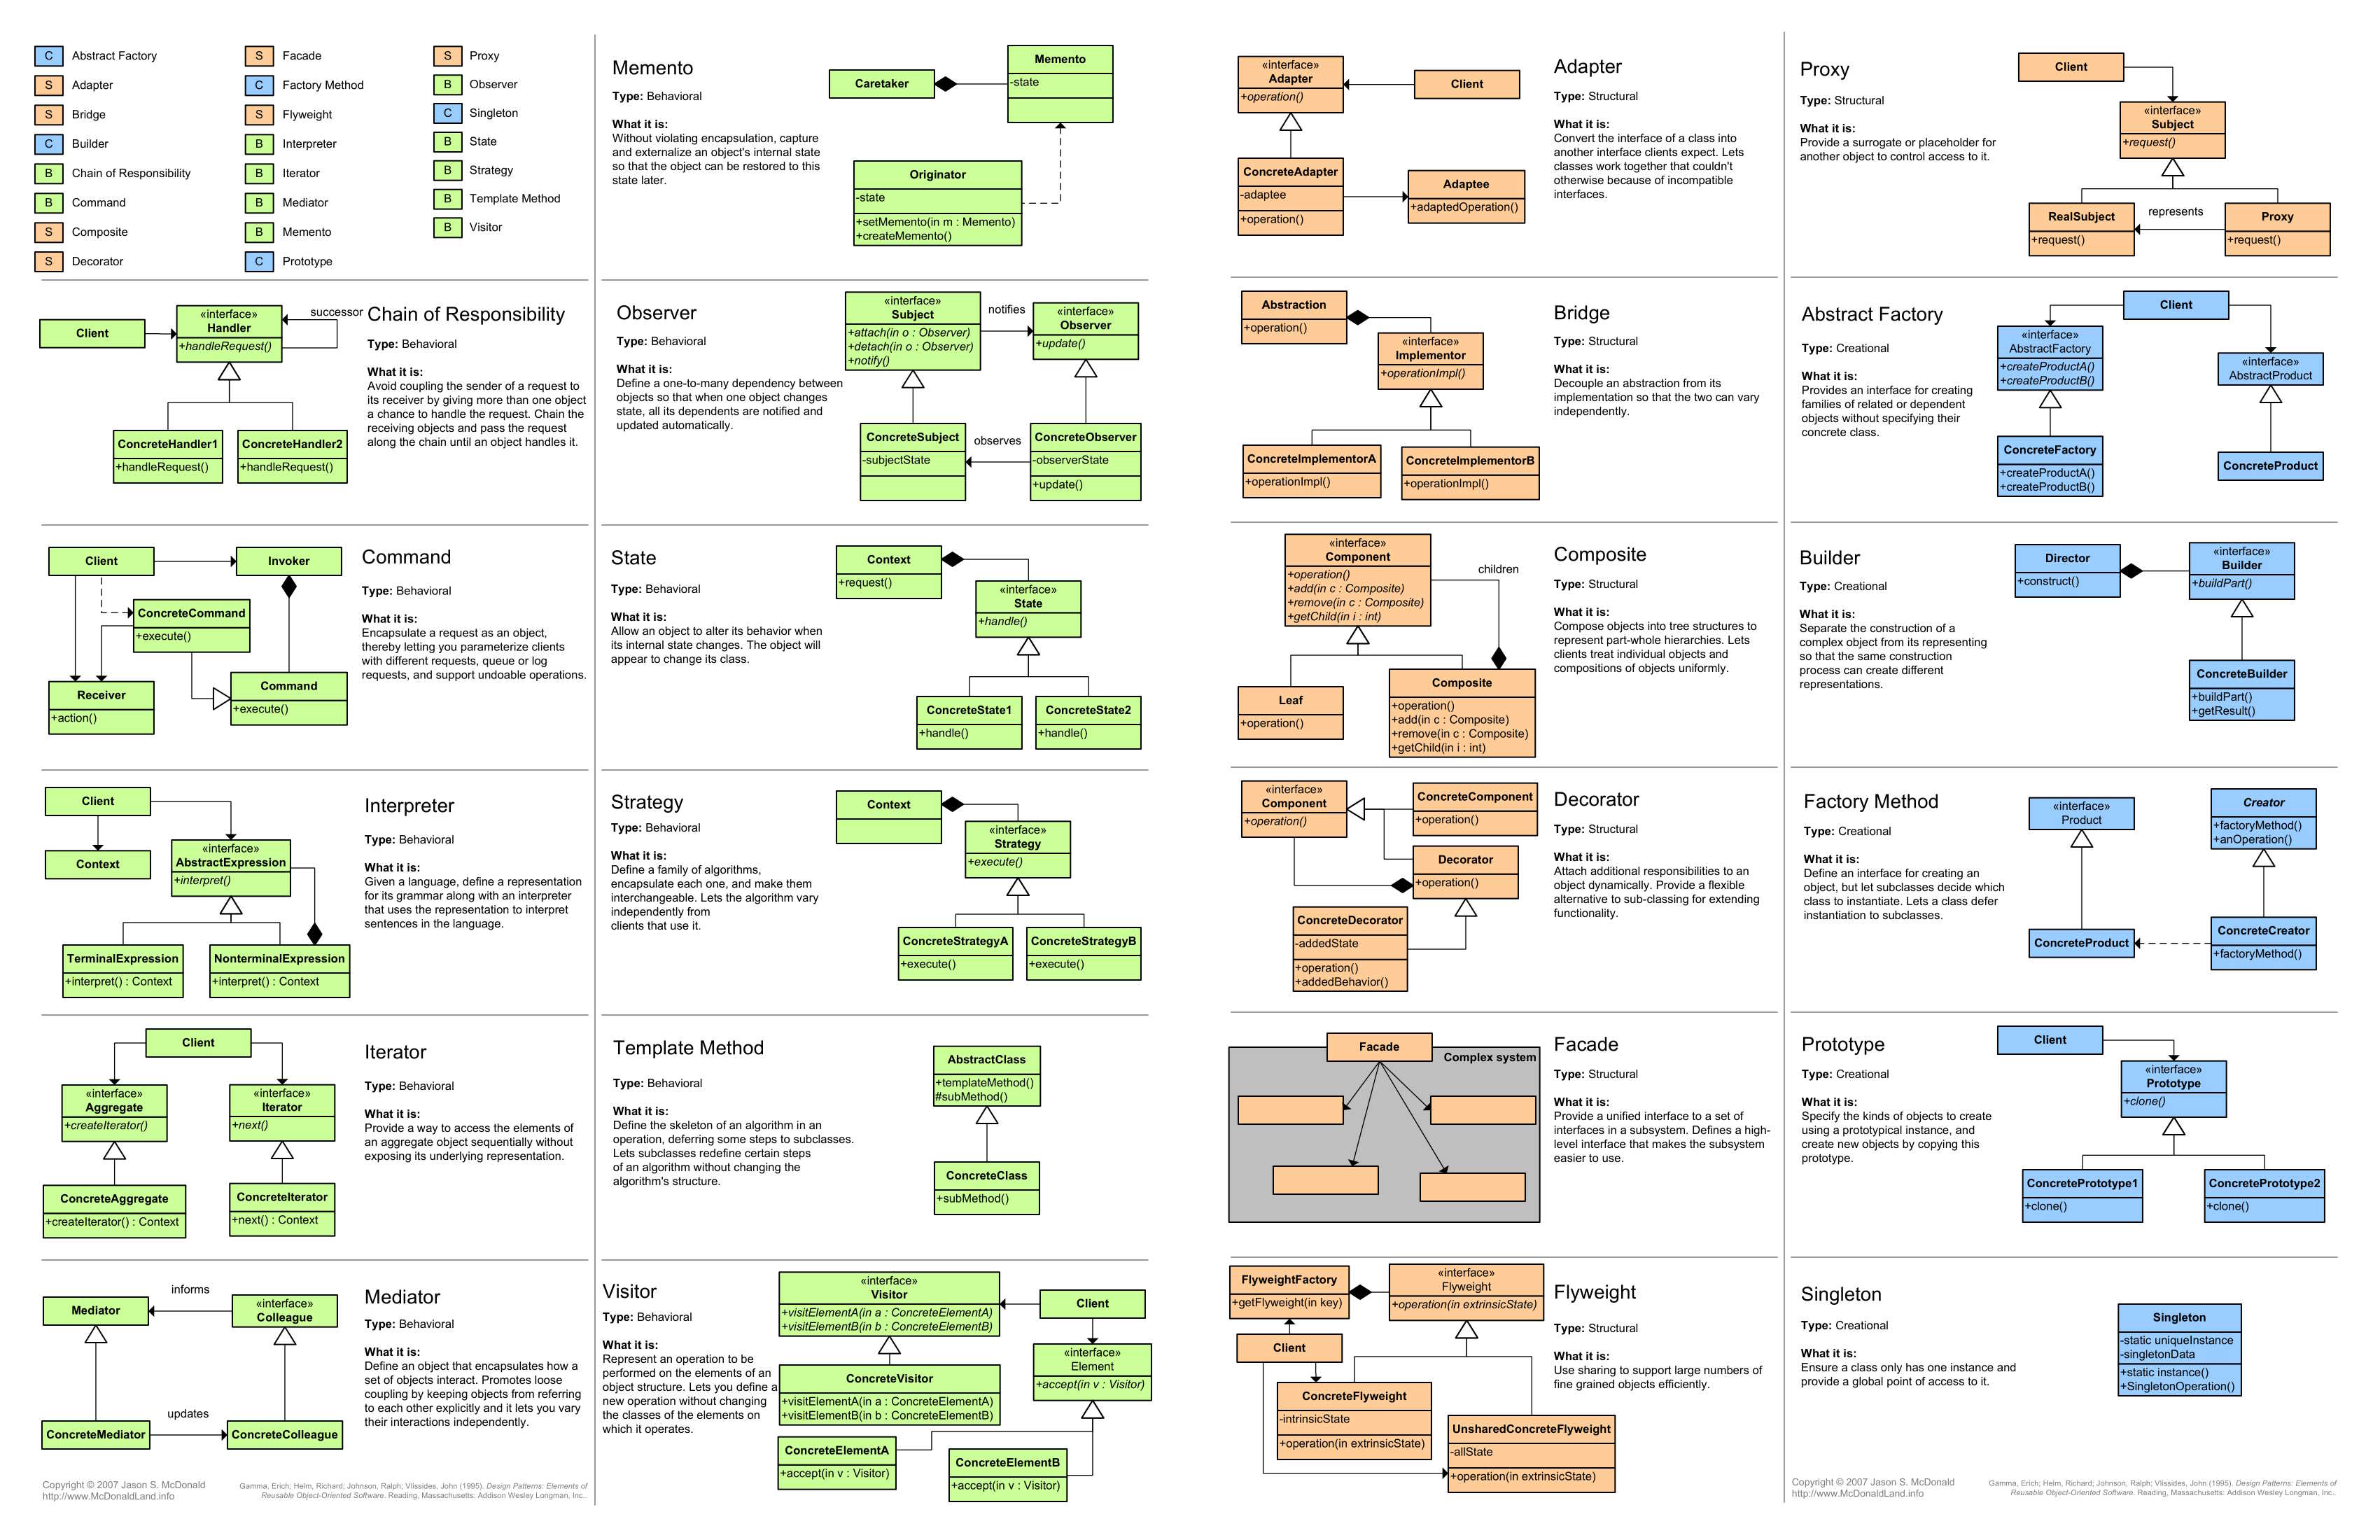 C Abstract Factory
S Adapter
S Bridge
C Builder
B Chain of Responsibility
B Command
S Composite
S Decorator
S Facade
C Factory Method
S Flyweight
B Interpreter
B Iterator
B Mediator
B Memento
C Prototype
S Proxy
B Observer
C Singleton
B State
B Strategy
B Template Method
B Visitor
Client
«interface»
Handler
+handleRequest()
successor
ConcreteHandler1
+handleRequest()
ConcreteHandler2
+handleRequest()
Chain of Responsibility
Type: Behavioral
What it is:
Avoid coupling the sender of a request to
its receiver by giving more than one object
a chance to handle the request. Chain the
receiving objects and pass the request
along the chain until an object handles it.
Client
Invoker
ConcreteCommand
+execute()
Receiver
+action()
Command
+execute()
Command
Type: Behavioral
What it is:
Encapsulate a request as an object,
thereby letting you parameterize clients
with different requests, queue or log
requests, and support undoable operations.
Client
Context
«interface»
AbstractExpression
+interpret()
TerminalExpression
+interpret() : Context
NonterminalExpression
+interpret() : Context
Interpreter
Type: Behavioral
What it is:
Given a language, define a representation
for its grammar along with an interpreter
that uses the representation to interpret
sentences in the language.
Client
«interface»
Aggregate
+createIterator()
«interface»
Iterator
+next()
ConcreteAggregate
+createIterator() : Context
ConcreteIterator
+next() : Context
Iterator
Type: Behavioral
What it is:
Provide a way to access the elements of
an aggregate object sequentially without
exposing its underlying representation.
informs
Mediator
«interface»
Colleague
updates
ConcreteMediator
ConcreteColleague
Mediator
Type: Behavioral
What it is:
Define an object that encapsulates how a
set of objects interact. Promotes loose
coupling by keeping objects from referring
to each other explicitly and it lets you vary
their interactions independently.
Copyright © 2007 Jason S. McDonald
http://www.McDonaldLand.info
Gamma, Erich; Helm, Richard; Johnson, Ralph; Vlissides, John (1995). Design Patterns: Elements of
Reusable Object-Oriented Software. Reading, Massachusetts: Addison Wesley Longman, Inc..
Memento
Type: Behavioral
What it is:
Without violating encapsulation, capture
and externalize an object's internal state
so that the object can be restored to this
state later.
Caretaker
Memento
-state
Originator
-state
+setMemento(in m : Memento)
+createMemento()
Observer
Type: Behavioral
What it is:
Define a one-to-many dependency between
objects so that when one object changes
state, all its dependents are notified and
updated automatically.
«interface»
Subject
+attach(in o : Observer)
+detach(in o : Observer)
+notify()
notifies
«interface»
Observer
+update()
ConcreteSubject
-subjectState
observes
ConcreteObserver
-observerState
+update()
State
Type: Behavioral
What it is:
Allow an object to alter its behavior when
its internal state changes. The object will
appear to change its class.
Context
+request()
«interface»
State
+handle()
ConcreteState1
+handle()
ConcreteState2
+handle()
Strategy
Type: Behavioral
What it is:
Define a family of algorithms,
encapsulate each one, and make them
interchangeable. Lets the algorithm vary
independently from
clients that use it.
Context
«interface»
Strategy
+execute()
ConcreteStrategyA
+execute()
ConcreteStrategyB
+execute()
Template Method
Type: Behavioral
What it is:
Define the skeleton of an algorithm in an
operation, deferring some steps to subclasses.
Lets subclasses redefine certain steps
of an algorithm without changing the
algorithm's structure.
AbstractClass
+templateMethod()
#subMethod()
ConcreteClass
+subMethod()
Visitor
Type: Behavioral
What it is:
Represent an operation to be
performed on the elements of an
object structure. Lets you define a
new operation without changing
the classes of the elements on
which it operates.
«interface»
Visitor
+visitElementA(in a : ConcreteElementA)
+visitElementB(in b : ConcreteElementB)
Client
«interface»
Element
+accept(in v : Visitor)
ConcreteVisitor
+visitElementA(in a : ConcreteElementA)
+visitElementB(in b : ConcreteElementB)
ConcreteElementA
+accept(in v : Visitor)
ConcreteElementB
+accept(in v : Visitor)
«interface»
Adapter
+operation()
Client
ConcreteAdapter
-adaptee
+operation()
Adaptee
+adaptedOperation()
Adapter
Type: Structural
What it is:
Convert the interface of a class into
another interface clients expect. Lets
classes work together that couldn't
otherwise because of incompatible
interfaces.
Abstraction
+operation()
«interface»
Implementor
+operationImpl()
ConcreteImplementorA
+operationImpl()
ConcreteImplementorB
+operationImpl()
Bridge
Type: Structural
What it is:
Decouple an abstraction from its
implementation so that the two can vary
independently.
«interface»
Component
+operation()
+add(in c : Composite)
+remove(in c : Composite)
+getChild(in i : int)
children
Leaf
+operation()
Composite
+operation()
+add(in c : Composite)
+remove(in c : Composite)
+getChild(in i : int)
Composite
Type: Structural
What it is:
Compose objects into tree structures to
represent part-whole hierarchies. Lets
clients treat individual objects and
compositions of objects uniformly.
«interface»
Component
+operation()
ConcreteComponent
+operation()
Decorator
+operation()
ConcreteDecorator
-addedState
+operation()
+addedBehavior()
Decorator
Type: Structural
What it is:
Attach additional responsibilities to an
object dynamically. Provide a flexible
alternative to sub-classing for extending
functionality.
Facade
Complex system
Facade
Type: Structural
What it is:
Provide a unified interface to a set of
interfaces in a subsystem. Defines a high-
level interface that makes the subsystem
easier to use.
FlyweightFactory
+getFlyweight(in key)
«interface»
Flyweight
+operation(in extrinsicState)
Client
ConcreteFlyweight
-intrinsicState
+operation(in extrinsicState)
UnsharedConcreteFlyweight
-allState
+operation(in extrinsicState)
Flyweight
Type: Structural
What it is:
Use sharing to support large numbers of
fine grained objects efficiently.
Proxy
Type: Structural
What it is:
Provide a surrogate or placeholder for
another object to control access to it.
Client
«interface»
Subject
+request()
RealSubject
+request()
represents
Proxy
+request()
Abstract Factory
Type: Creational
What it is:
Provides an interface for creating
families of related or dependent
objects without specifying their
concrete class.
Client
«interface»
AbstractFactory
+createProductA()
+createProductB()
«interface»
AbstractProduct
ConcreteFactory
+createProductA()
+createProductB()
ConcreteProduct
Builder
Type: Creational
What it is:
Separate the construction of a
complex object from its representing
so that the same construction
process can create different
representations.
Director
+construct()
«interface»
Builder
+buildPart()
ConcreteBuilder
+buildPart()
+getResult()
Factory Method
Type: Creational
What it is:
Define an interface for creating an
object, but let subclasses decide which
class to instantiate. Lets a class defer
instantiation to subclasses.
«interface»
Product
Creator
+factoryMethod()
+anOperation()
ConcreteProduct
ConcreteCreator
+factoryMethod()
Prototype
Type: Creational
What it is:
Specify the kinds of objects to create
using a prototypical instance, and
create new objects by copying this
prototype.
Client
«interface»
Prototype
+clone()
ConcretePrototype1
+clone()
ConcretePrototype2
+clone()
Singleton
Type: Creational
What it is:
Ensure a class only has one instance and
provide a global point of access to it.
Singleton
-static uniqueInstance
-singletonData
+static instance()
+SingletonOperation()
Copyright © 2007 Jason S. McDonald
http://www.McDonaldLand.info
Gamma, Erich; Helm, Richard; Johnson, Ralph; Vlissides, John (1995). Design Patterns: Elements of
Reusable Object-Oriented Software. Reading, Massachusetts: Addison Wesley Longman, Inc..